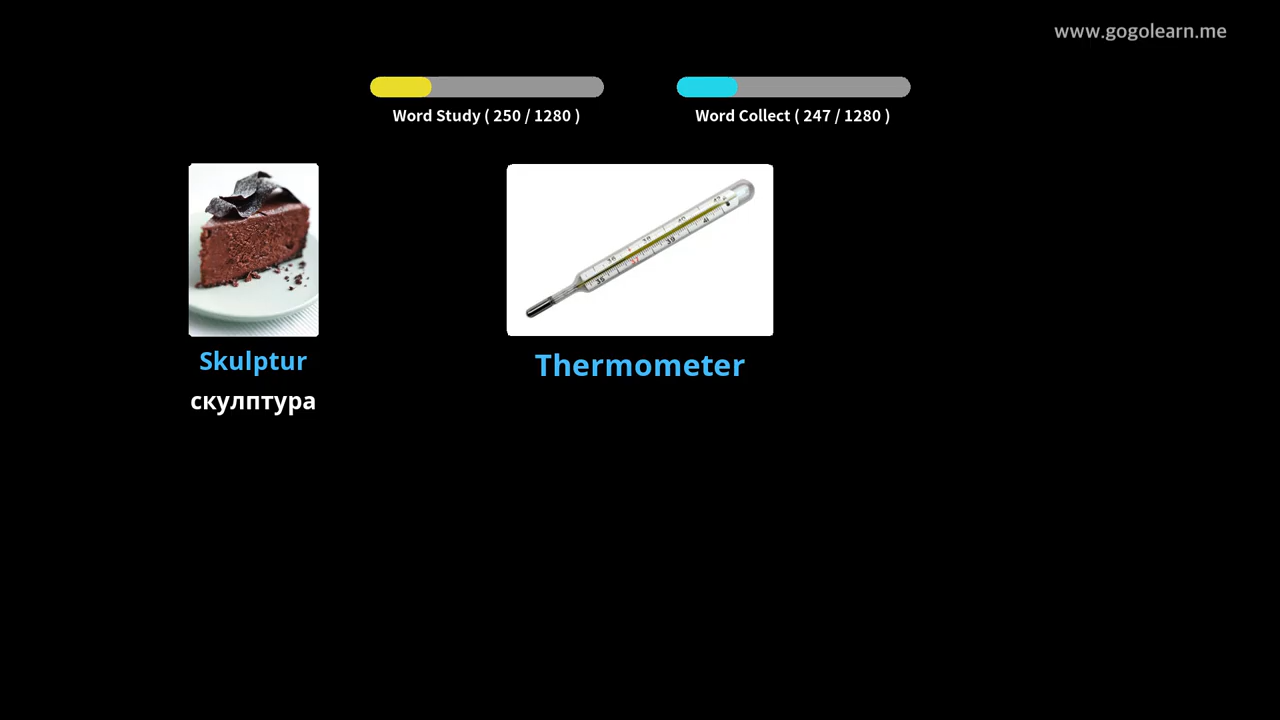 www.gogolearn.me
Word Study ( 250 / 1280 )
Word Collect ( 247 / 1280 )
Skulptur
скулптура
Thermometer